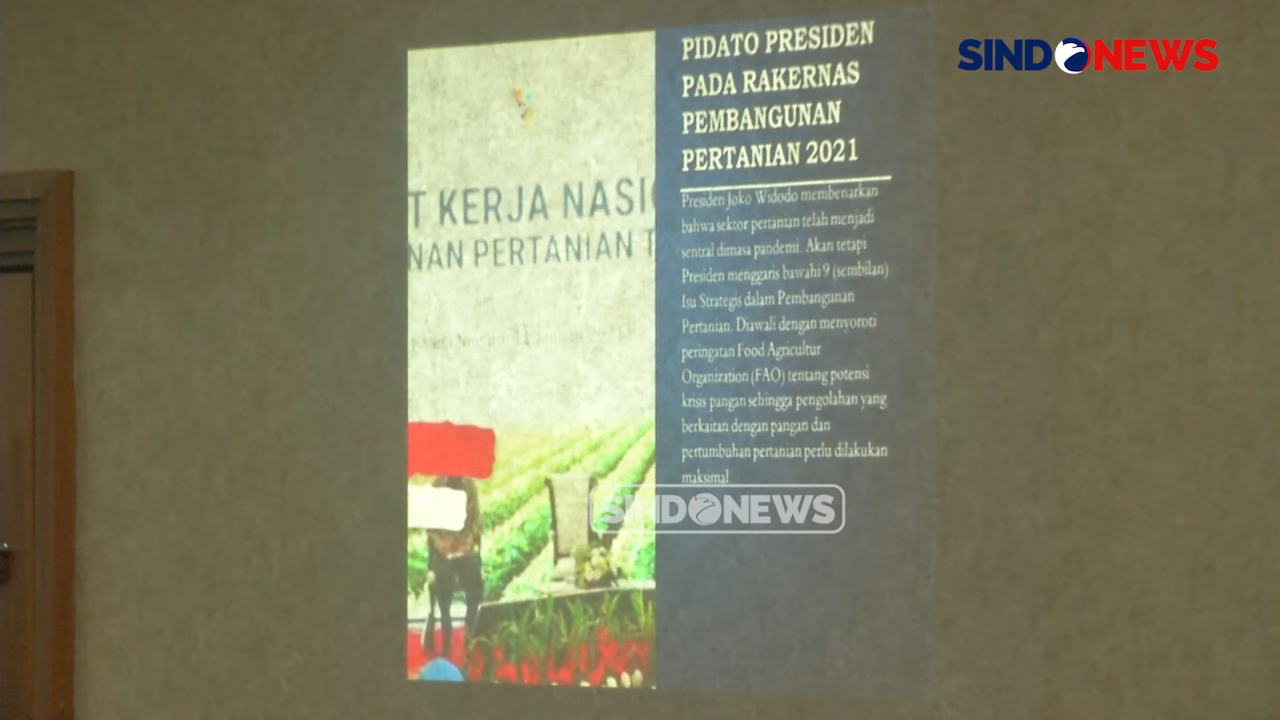 SINDONEWS
PIDATO PRESIDEN
PADA RAKERNAS
PEMBANGUNAN
PERTANIAN 2021
T KERJA NASI
NAN PERTANIAN T
Presiden Joko Widodo membenarkan
bahwa sektor pertanian telah menjadi
sentral dimasa pandemi. Akan tetapi
Presiden menggaris bawahi 9 (sembilan)
Isu Strategis dalam Pembangunan
Pertanian. Diawali dengan menyoroti
peringatan Food Agricultur
Organization (FAO) tentang potensi
krisis pangan sehingga pengolahan yang
berkaitan dengan pangan dan
pertumbuhan pertanian perlu dilakukan
maksimal
SINDONEWS